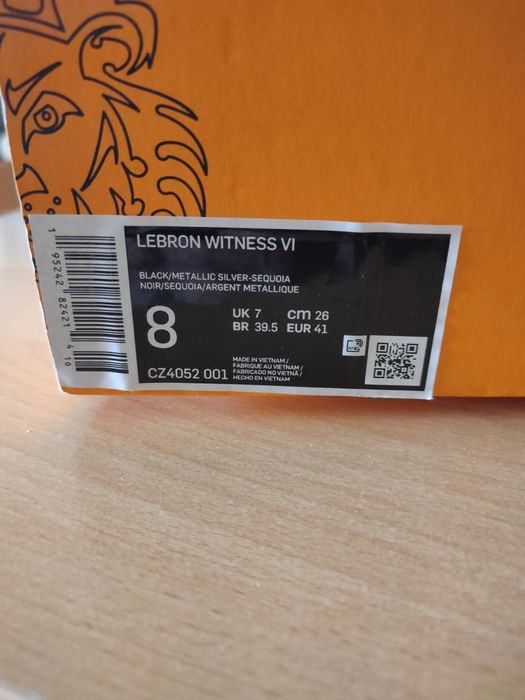 LEBRON WITNESS VI
BLACK/METALLIC SILVER-SEQUOIA
NOIR/SEQUOIA/ARGENT METALLIQUE
8
UK 7 cm 26
BR 39.5 EUR 41
CZ4052 001
MADE IN VIETNAM /
FABRIQUE AU VIETNAM /
FABRICADO NO VIETNÃ /
HECHO EN VIETNAM
1 95242 82421 4 16